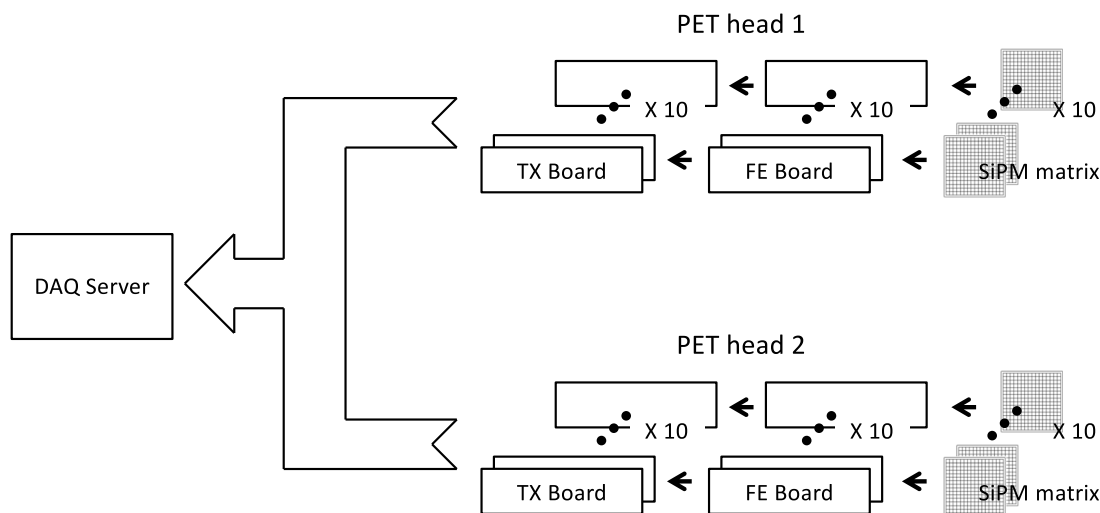 PET head 1
X 10
X 10
X 10
TX Board
FE Board
SiPM matrix
DAQ Server
PET head 2
X 10
X 10
X 10
TX Board
FE Board
SiPM matrix